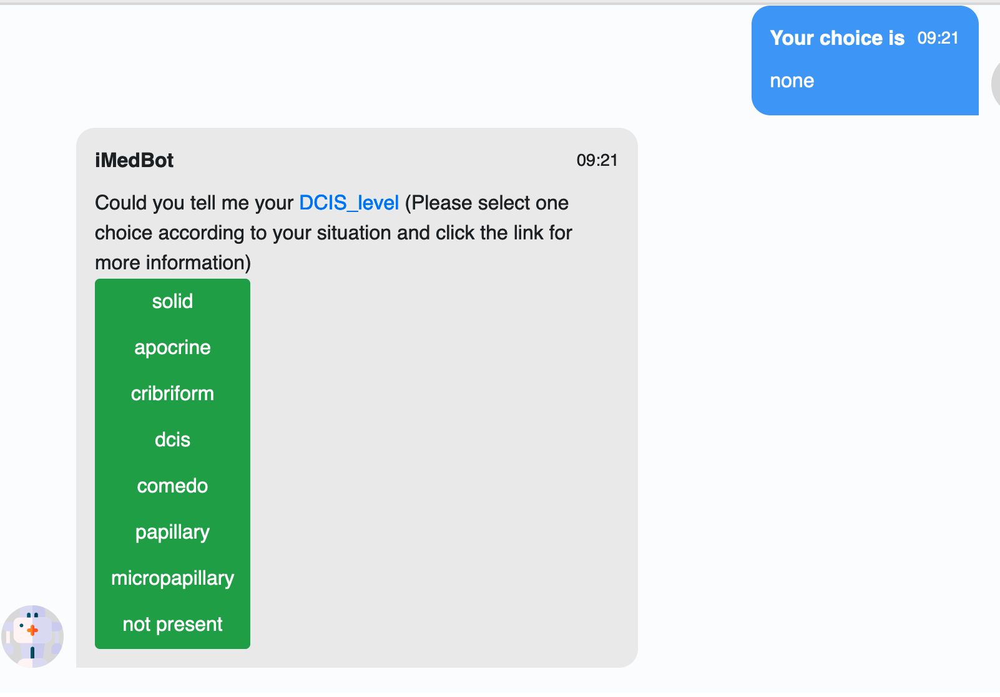 Your choice is 09:21
none
iMedBot 09:21
Could you tell me your DCIS_level (Please select one
choice according to your situation and click the link for
more information)
solid
apocrine
cribriform
dcis
comedo
papillary
micropapillary
not present